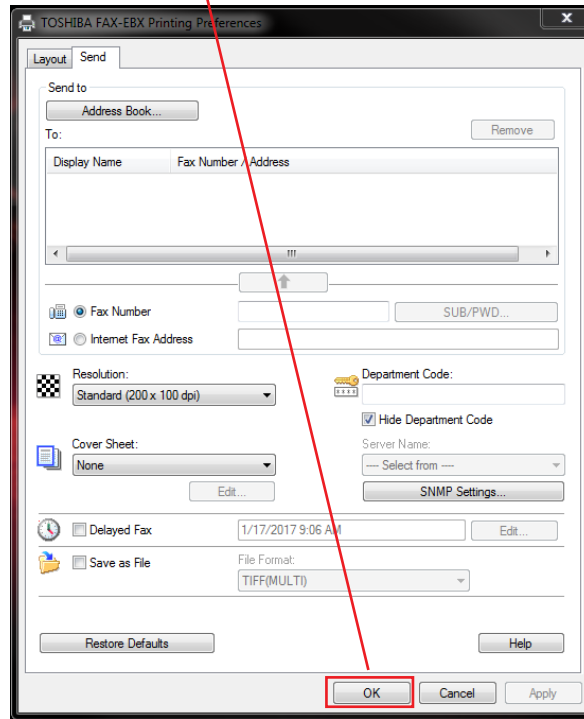 TOSHIBA FAX-EBX Printing Preferences
x
Layout Send
Send to
Address Book...
To:
Remove
Display Name Fax Number / Address
Fax Number
SUB/PWD...
Internet Fax Address
Resolution:
Standard (200 x 100 dpi)
Department Code:
Hide Department Code
Cover Sheet:
None
Edit...
Server Name:
---- Select from ----
SNMP Settings...
Delayed Fax
1/17/2017 9:06 AM
Edit...
Save as File
File Format:
TIFF(MULTI)
Restore Defaults
Help
OK
Cancel
Apply